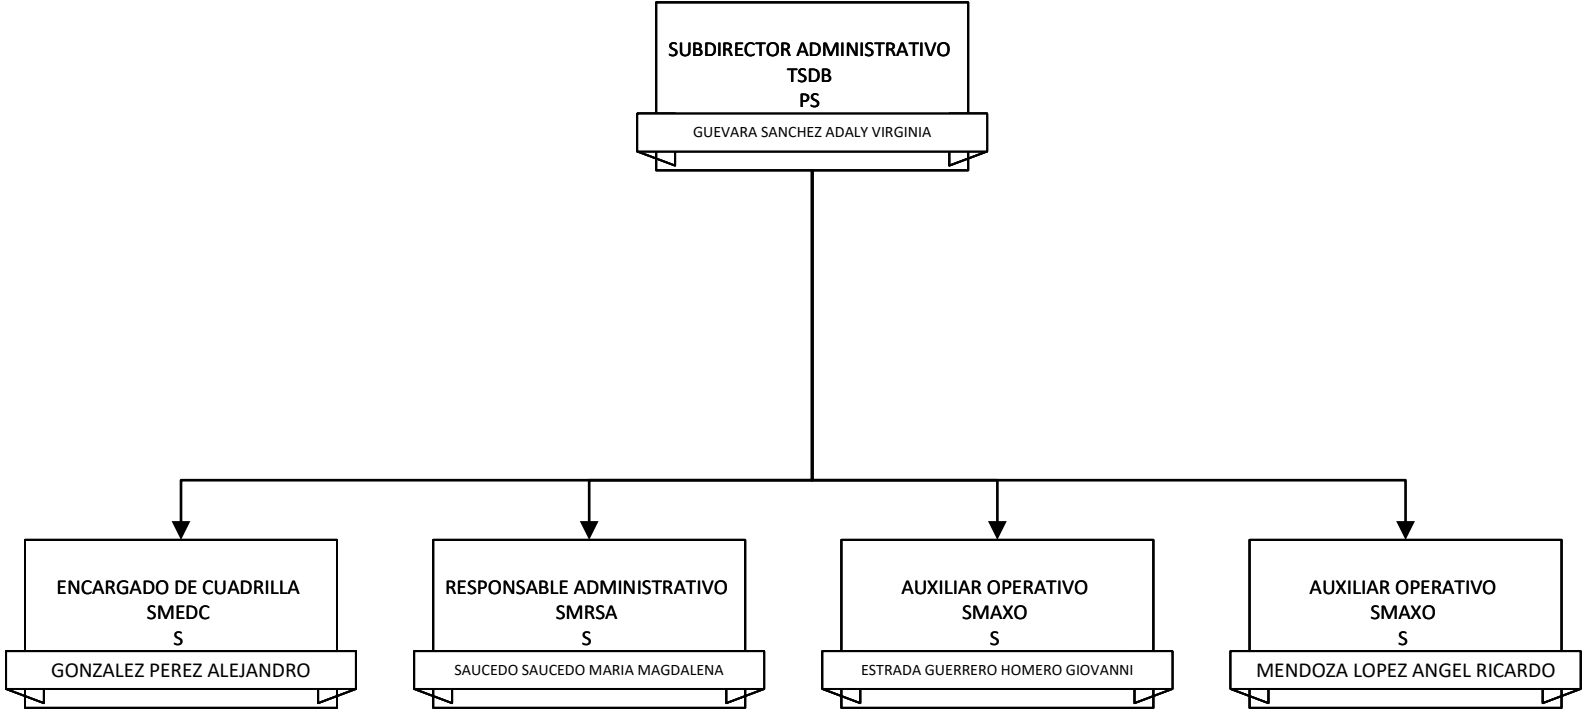 SUBDIRECTOR ADMINISTRATIVO
TSDB
PS
GUEVARA SANCHEZ ADALY VIRGINIA
ENCARGADO DE CUADRILLA
SMEDC
S
GONZALEZ PEREZ ALEJANDRO
RESPONSABLE ADMINISTRATIVO
SMRSA
S
SAUCEDO SAUCEDO MARIA MAGDALENA
AUXILIAR OPERATIVO
SMAXO
S
ESTRADA GUERRERO HOMERO GIOVANNI
AUXILIAR OPERATIVO
SMAXO
S
MENDOZA LOPEZ ANGEL RICARDO